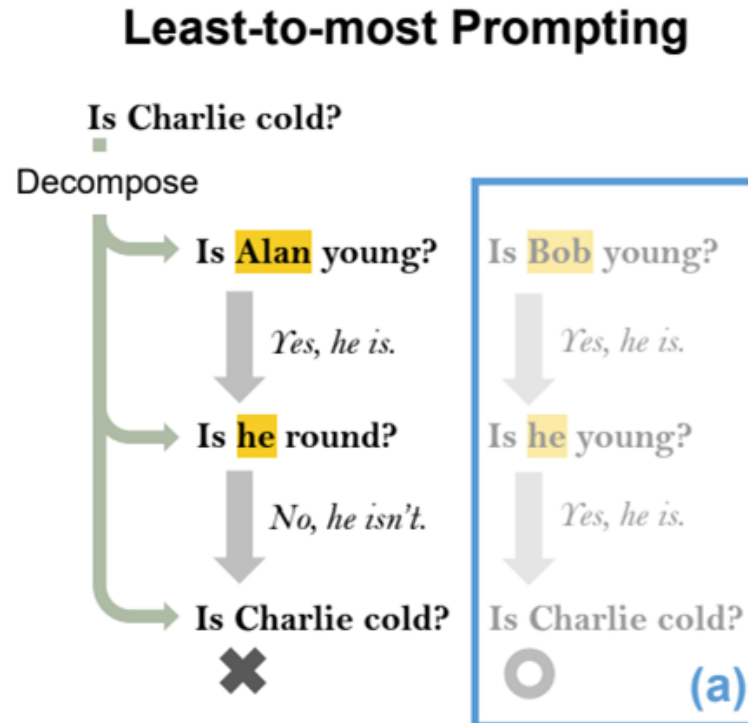 Least-to-most Prompting
Is Charlie cold?
Decompose
Is Alan young?
Yes, he is.
Is he round?
No, he isn't.
Is Charlie cold?
Is Bob young?
Yes, he is.
Is he young?
Yes, he is.
Is Charlie cold?
(a)